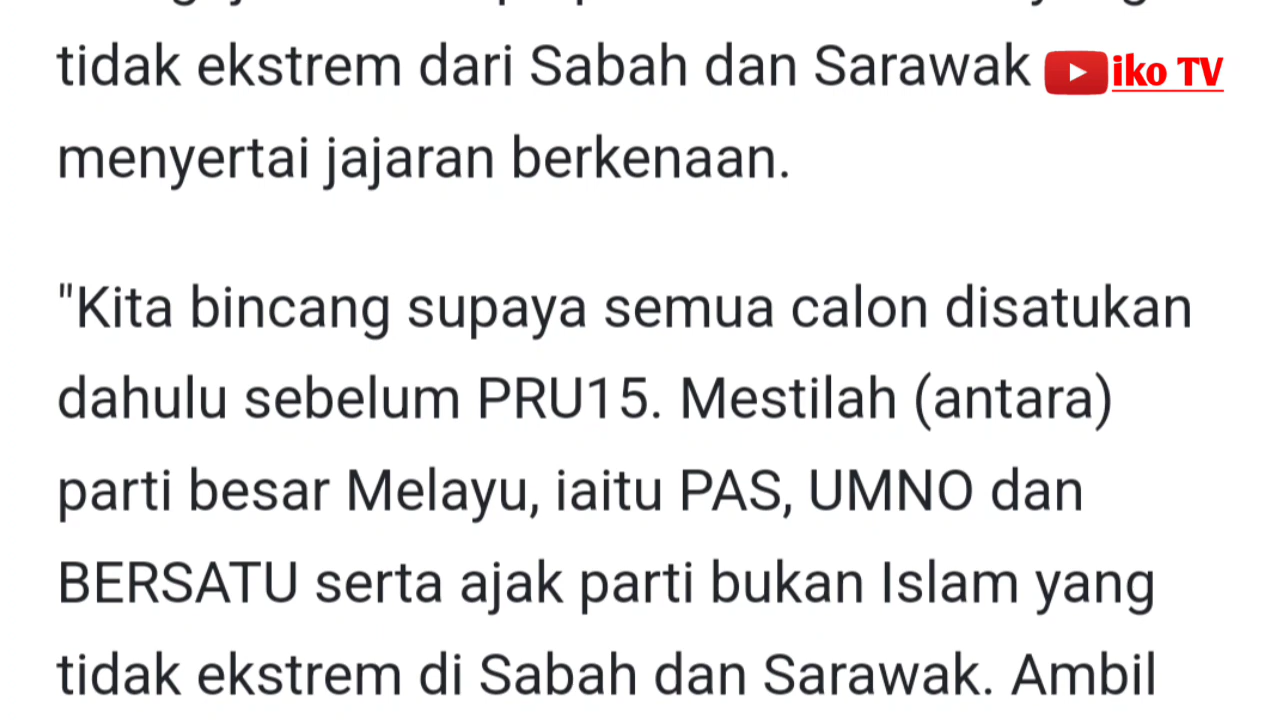 tidak ekstrem dari Sabah dan Sarawak iko TV
menyertai jajaran berkenaan.
"Kita bincang supaya semua calon disatukan
dahulu sebelum PRU15. Mestilah (antara)
parti besar Melayu, iaitu PAS, UMNO dan
BERSATU serta ajak parti bukan Islam yang
tidak ekstrem di Sabah dan Sarawak. Ambil